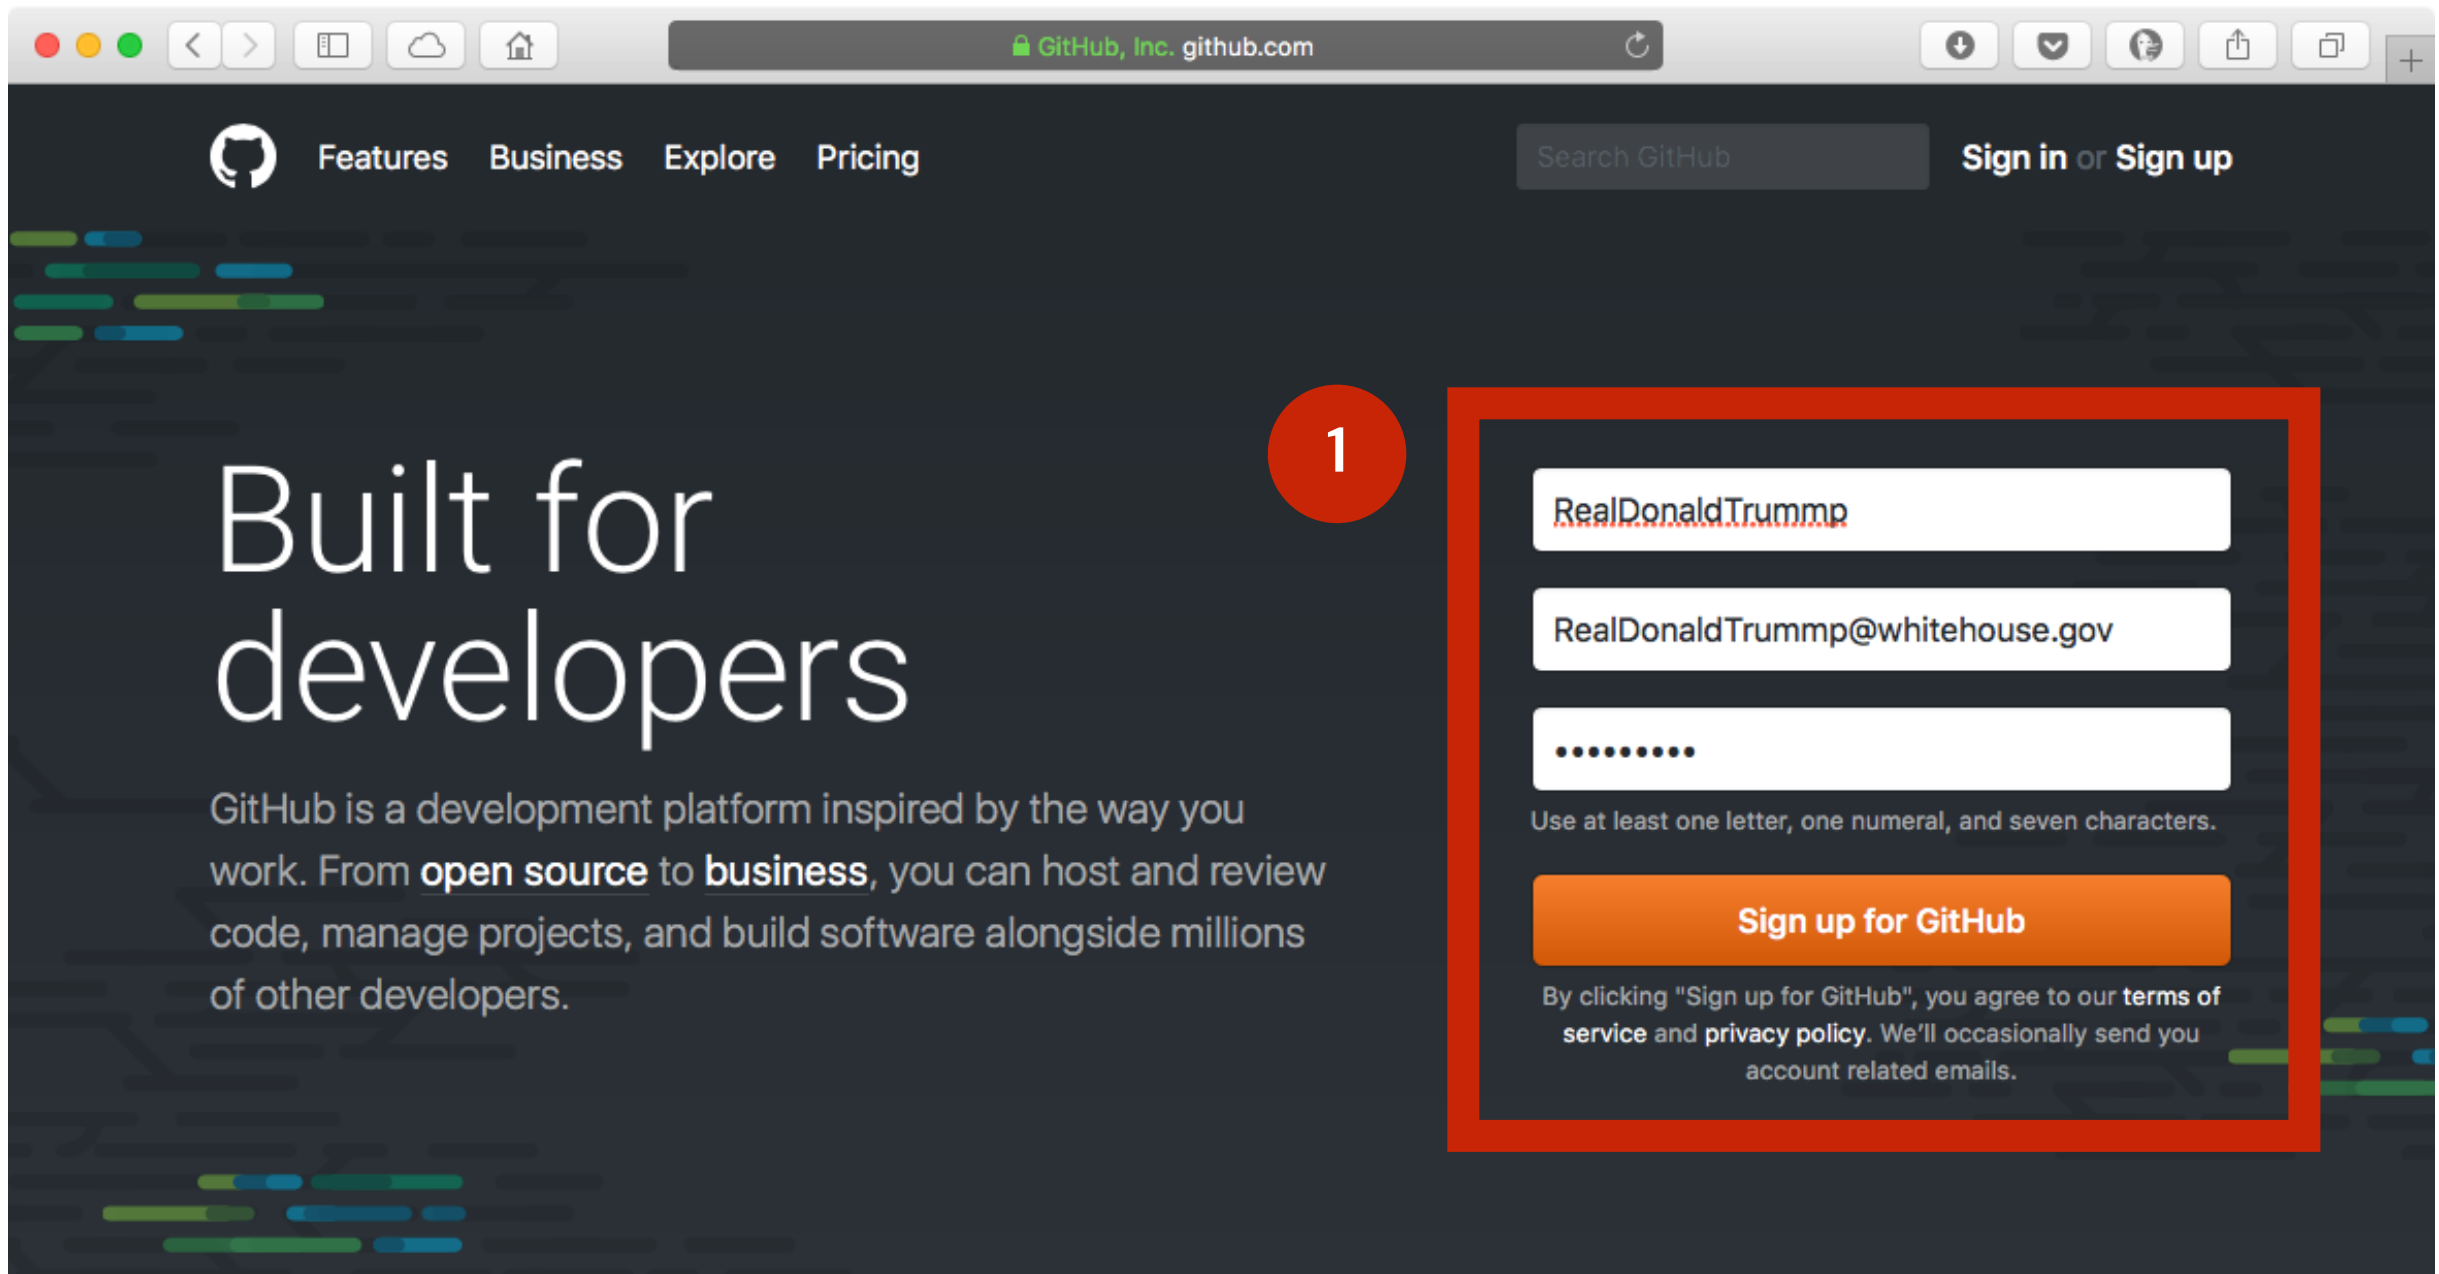 GitHub, Inc. github.com
Features Business Explore Pricing
Search GitHub
Sign in or Sign up
Built for
developers
GitHub is a development platform inspired by the way you
work. From open source to business, you can host and review
code, manage projects, and build software alongside millions
of other developers.
1
RealDonaldTrummp
RealDonaldTrummp@whitehouse.gov
•••••••••
Use at least one letter, one numeral, and seven characters.
Sign up for GitHub
By clicking "Sign up for GitHub", you agree to our terms of
service and privacy policy. We'll occasionally send you
account related emails.